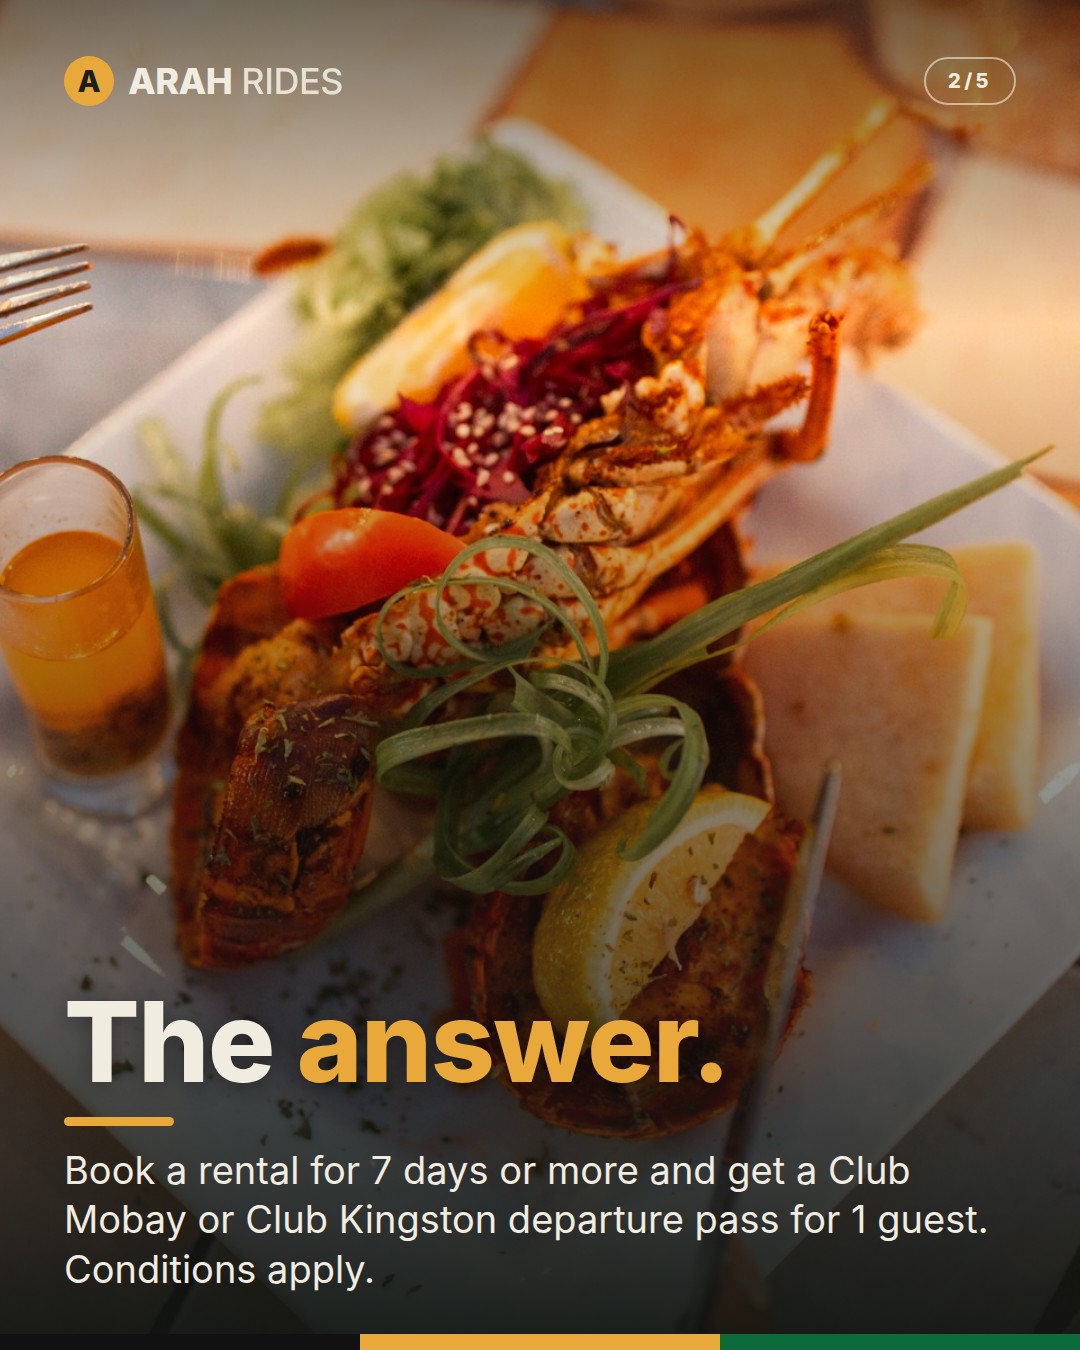 A ARAH RIDES
2/5
The answer.
Book a rental for 7 days or more and get a Club
Mobay or Club Kingston departure pass for 1 guest.
Conditions apply.